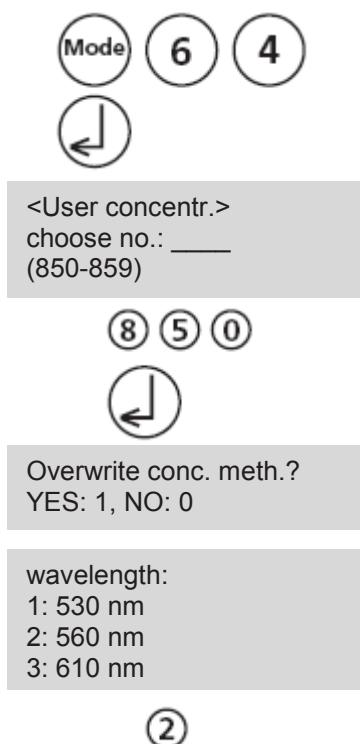 Mode 6 4
<User concentr.>
choose no.: ____
(850-859)
8 5 0
Overwrite conc. meth.?
YES: 1, NO: 0
wavelength:
1: 530 nm
2: 560 nm
3: 610 nm
2